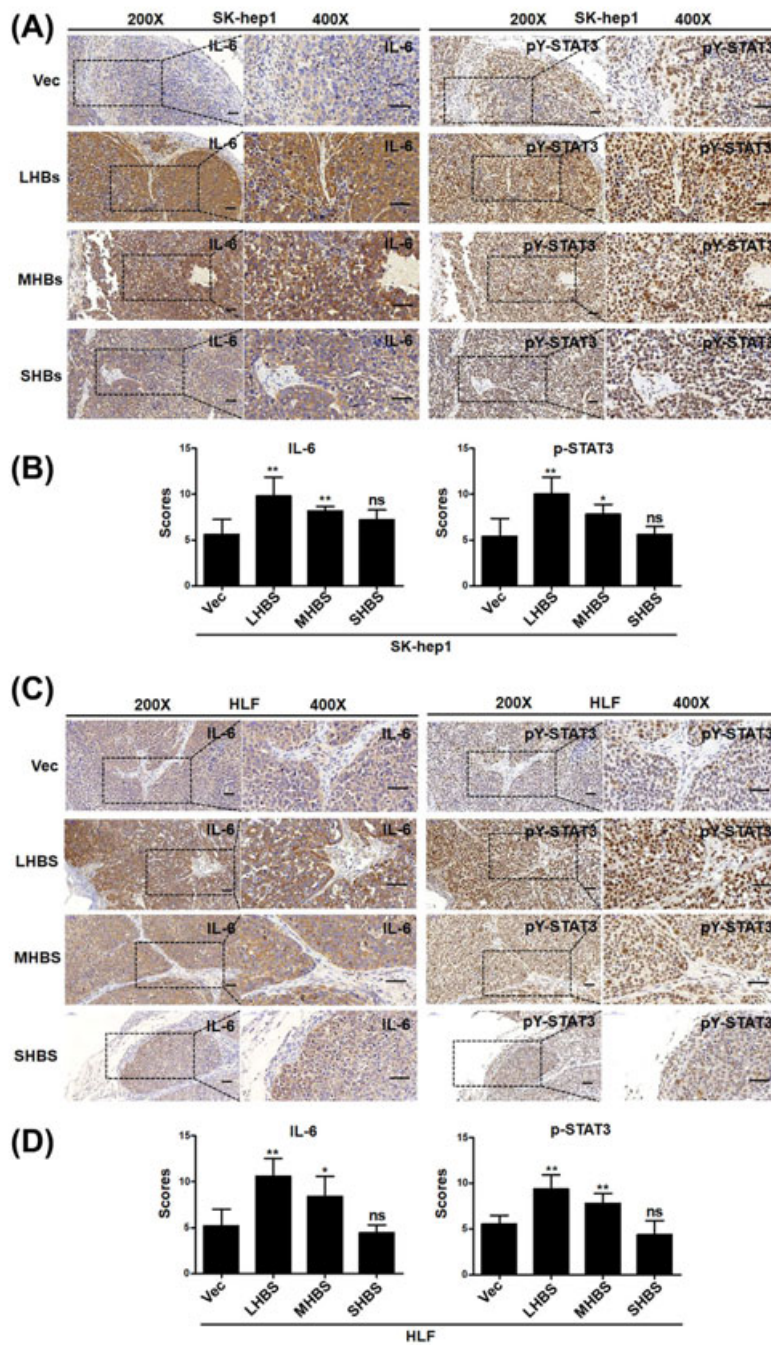 (A)
SK-hep1 SK-hep1
200X 400X 200X 400X
Vec IL-6 IL-6 pY-STAT3 pY-STAT3
LHBs IL-6 IL-6 pY-STAT3 pY-STAT3
MHBs IL-6 IL-6 pY-STAT3 pY-STAT3
SHBs IL-6 IL-6 pY-STAT3 pY-STAT3
(B)
IL-6 p-STAT3
15 15
** **
10 ** ns 10 * ns
Scores Scores
5 5
0 0
Vec LHBS MHBS SHBS Vec LHBS MHBS SHBS
SK-hep1
(C)
HLF HLF
200X 400X 200X 400X
Vec IL-6 IL-6 pY-STAT3 pY-STAT3
LHBS IL-6 IL-6 pY-STAT3 pY-STAT3
MHBS IL-6 IL-6 pY-STAT3 pY-STAT3
SHBS IL-6 IL-6 pY-STAT3 pY-STAT3
(D)
IL-6 p-STAT3
15 15
** * ** **
10 10
Scores Scores
ns ns
5 5
0 0
Vec LHBS MHBS SHBS Vec LHBS MHBS SHBS
HLF